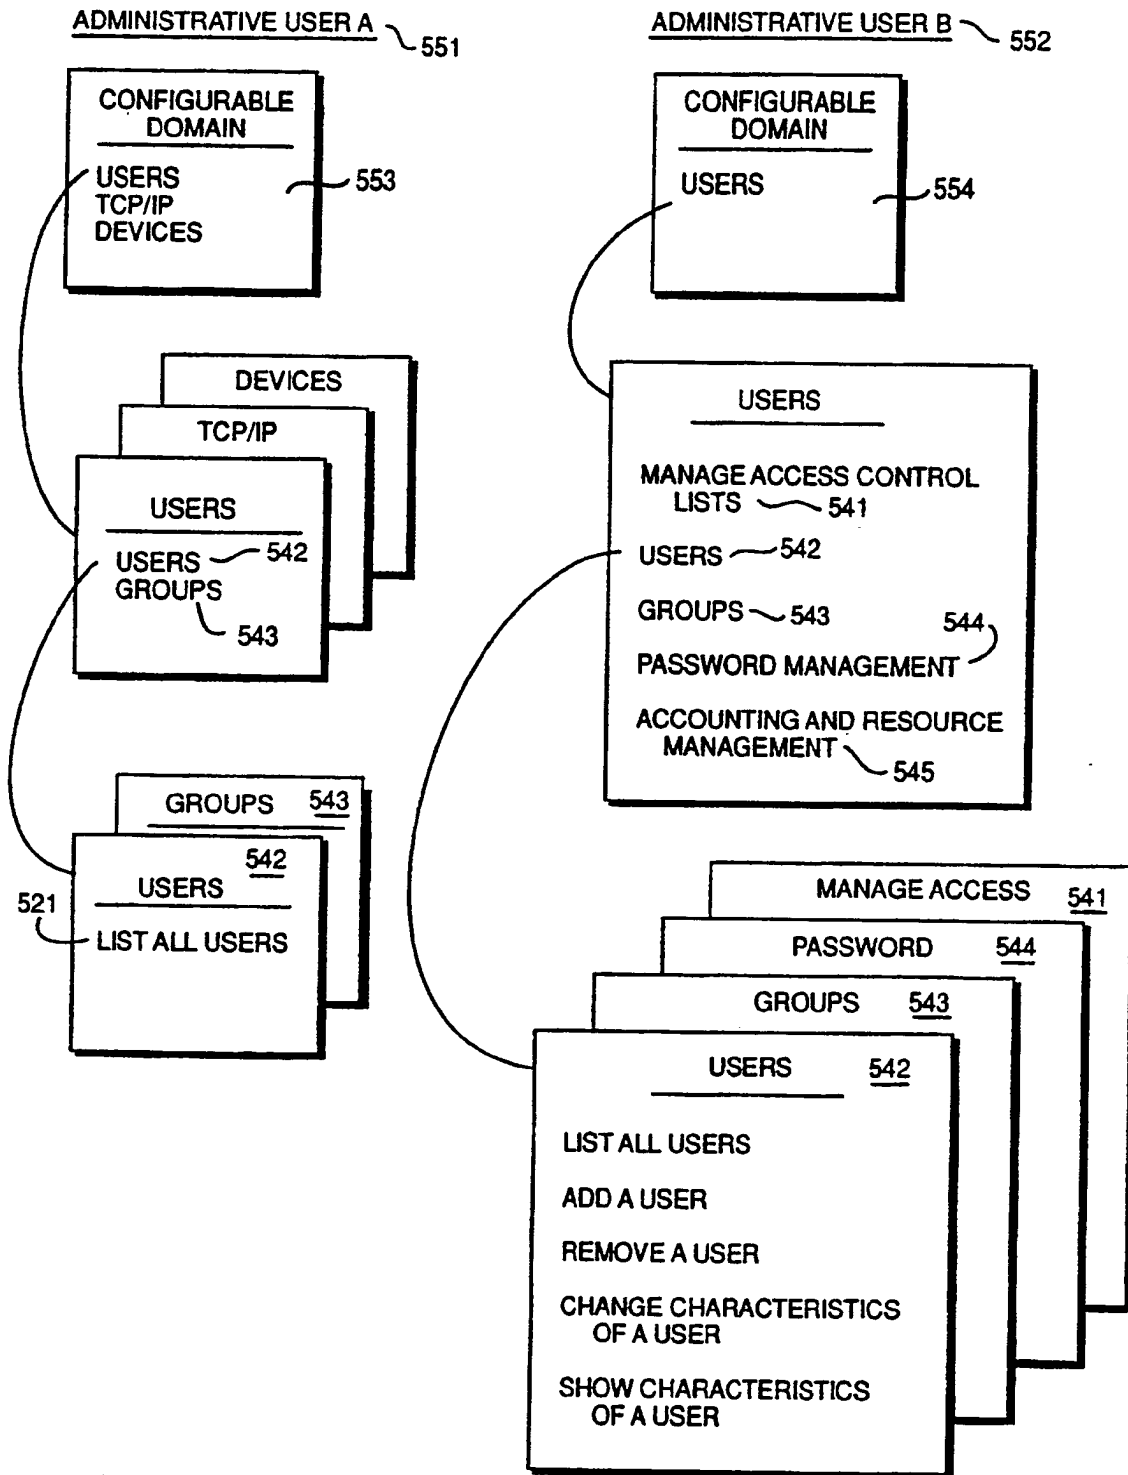 ADMINISTRATIVE USER A 551
CONFIGURABLE
DOMAIN
USERS
TCP/IP
DEVICES
553
DEVICES
TCP/IP
USERS
USERS 542
GROUPS
543
GROUPS 543
542
USERS
521
LIST ALL USERS
ADMINISTRATIVE USER B 552
CONFIGURABLE
DOMAIN
USERS
554
USERS
MANAGE ACCESS CONTROL
LISTS 541
USERS 542
GROUPS 543
544
PASSWORD MANAGEMENT
ACCOUNTING AND RESOURCE
MANAGEMENT 545
MANAGE ACCESS 541
PASSWORD 544
GROUPS 543
USERS 542
LIST ALL USERS
ADD A USER
REMOVE A USER
CHANGE CHARACTERISTICS
OF A USER
SHOW CHARACTERISTICS
OF A USER